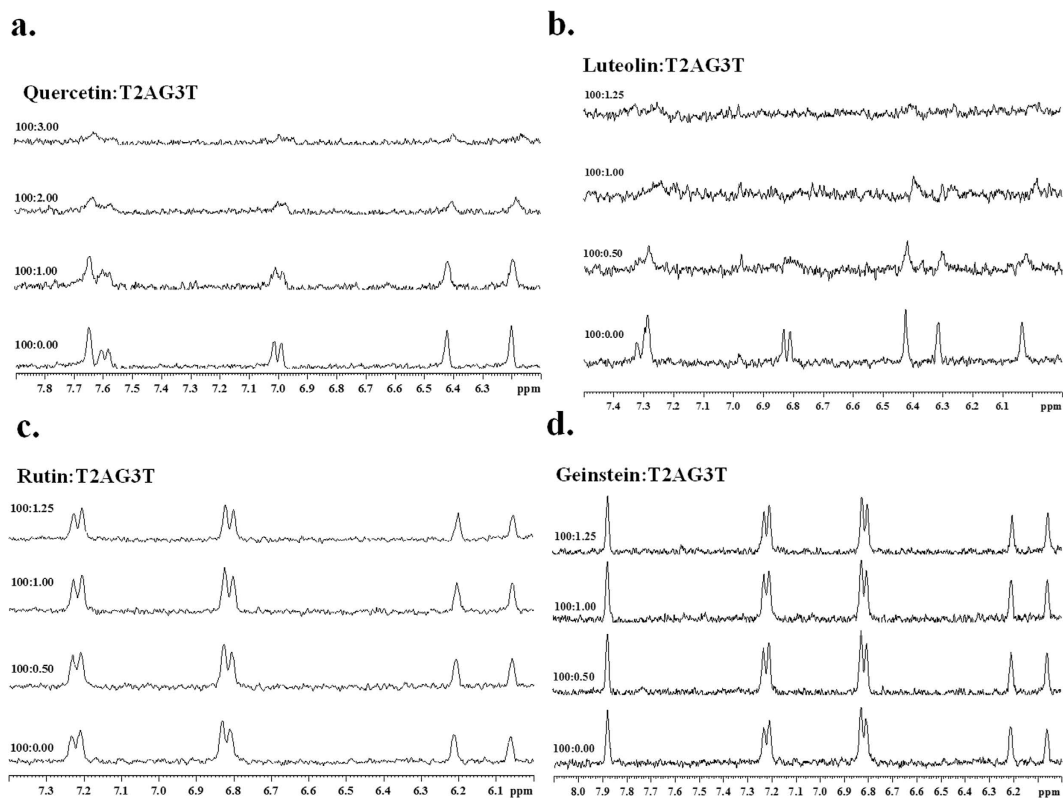 a.
Quercetin:T2AG3T
100:3.00
100:2.00
100:1.00
100:0.00
7.8 7.7 7.6 7.5 7.4 7.3 7.2 7.1 7.0 6.9 6.8 6.7 6.6 6.5 6.4 6.3 ppm
b.
Luteolin:T2AG3T
100:1.25
100:1.00
100:0.50
100:0.00
7.4 7.3 7.2 7.1 7.0 6.9 6.8 6.7 6.6 6.5 6.4 6.3 6.2 6.1 ppm
c.
Rutin:T2AG3T
100:1.25
100:1.00
100:0.50
100:0.00
7.3 7.2 7.1 7.0 6.9 6.8 6.7 6.6 6.5 6.4 6.3 6.2 6.1 ppm
d.
Geinstein:T2AG3T
100:1.25
100:1.00
100:0.50
100:0.00
8.0 7.9 7.8 7.7 7.6 7.5 7.4 7.3 7.2 7.1 7.0 6.9 6.8 6.7 6.6 6.5 6.4 6.3 6.2 ppm